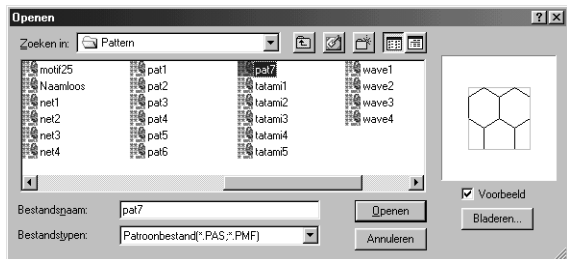 Openen
Zoeken in: Pattern
motif25 pat1 pat7 wave1
Naamloos pat2 tatami1 wave2
net1 pat3 tatami2 wave3
net2 pat4 tatami3 wave4
net3 pat5 tatami4
net4 pat6 tatami5
Voorbeeld
Bestandsnaam: pat7 Openen Bladeren...
Bestandstypen: Patroonbestand(*.PAS;*.PMF) Annuleren